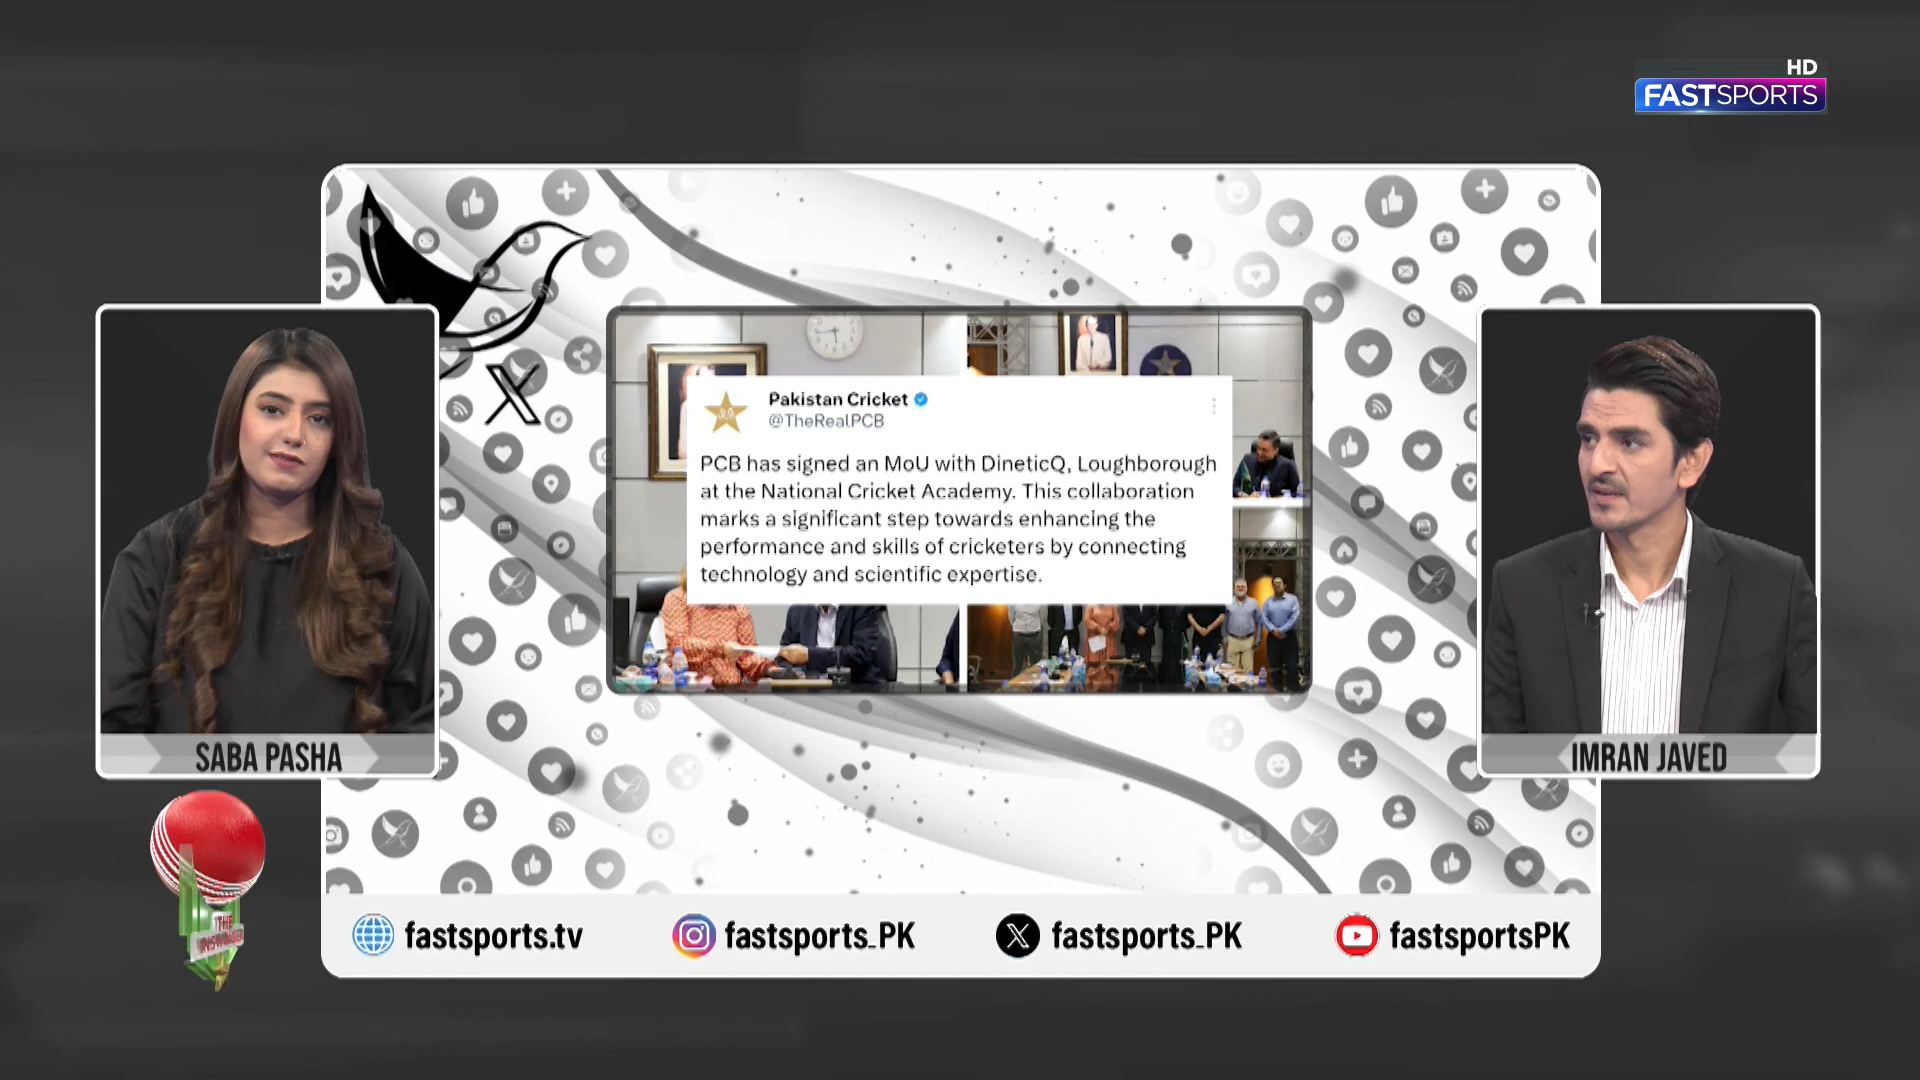 HD
FASTSPORTS
Pakistan Cricket
@TheRealPCB
PCB has signed an MoU with DineticQ, Loughborough
at the National Cricket Academy. This collaboration
marks a significant step towards enhancing the
performance and skills of cricketers by connecting
technology and scientific expertise.
SABA PASHA
IMRAN JAVED
THE
INSWINGER
fastsports.tv
fastsports_PK
fastsports_PK
fastsportsPK